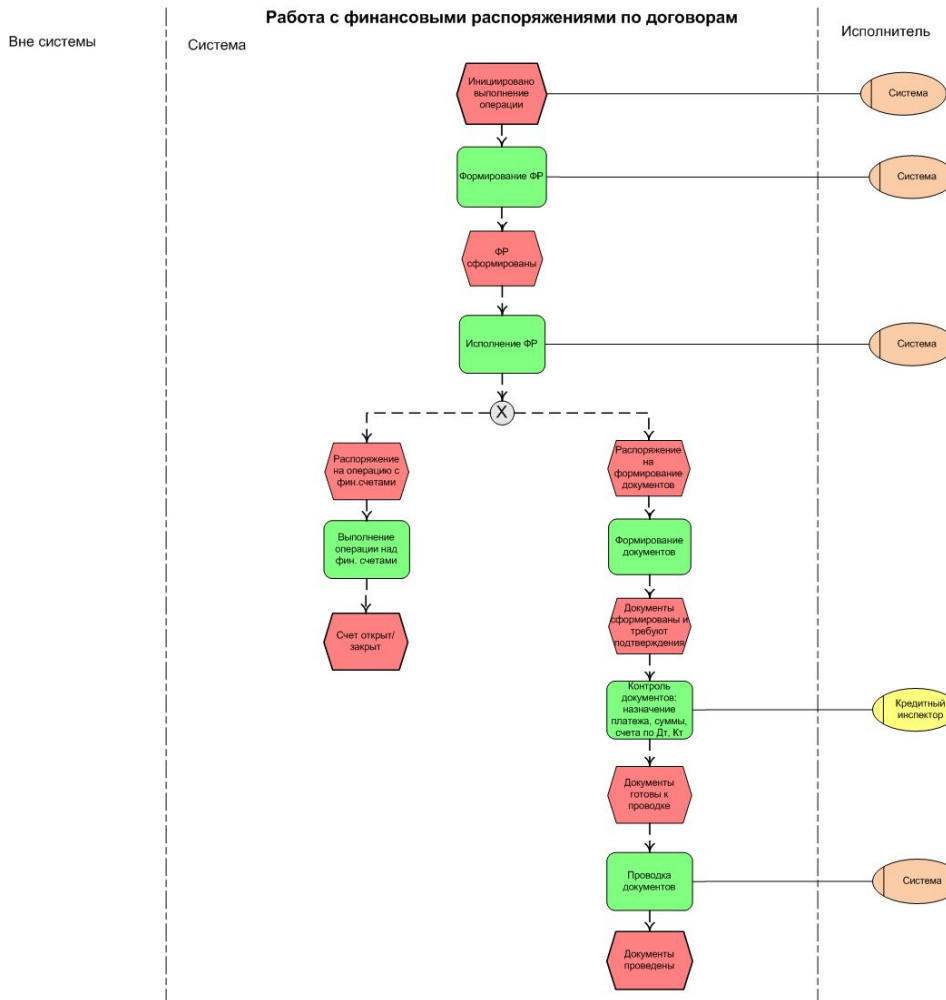 Работа с финансовыми распоряжениями по договорам
Вне системы
Система
Исполнитель
Инициировано
выполнение
операции
Система
Формирование ФР
Система
ФР
сформированы
Исполнение ФР
Система
X
Распоряжение
на операцию с
фин.счетами
Распоряжение
на
формирование
документов
Выполнение
операции над
фин. счетами
Формирование
документов
Счет открыт/
закрыт
Документы
сформированы и
требуют
подтверждения
Контроль
документов:
назначение
платежа, суммы,
счета по Дт, Кт
Кредитный
инспектор
Документы
готовы к
проводке
Проводка
документов
Система
Документы
проведены